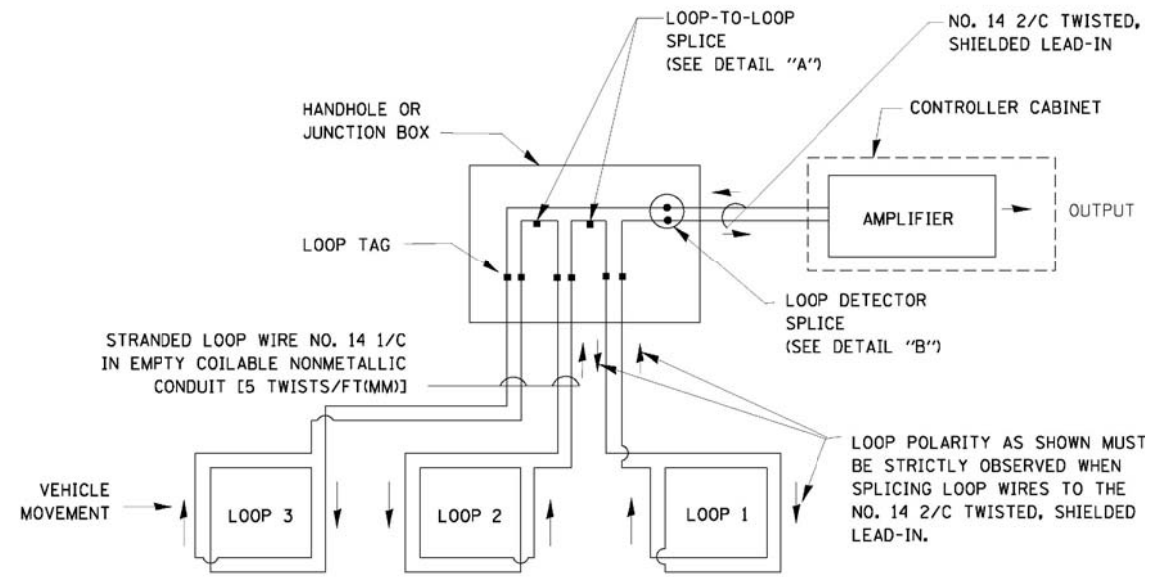 LOOP-TO-LOOP
SPLICE
(SEE DETAIL "A")
NO. 14 2/C TWISTED,
SHIELDED LEAD-IN
HANDHOLE OR
JUNCTION BOX
CONTROLLER CABINET
AMPLIFIER
OUTPUT
LOOP TAG
LOOP DETECTOR
SPLICE
(SEE DETAIL "B")
STRANDED LOOP WIRE NO. 14 1/C
IN EMPTY COILABLE NONMETALLIC
CONDUIT [5 TWISTS/FT(MM)]
LOOP POLARITY AS SHOWN MUST
BE STRICTLY OBSERVED WHEN
SPLICING LOOP WIRES TO THE
NO. 14 2/C TWISTED, SHIELDED
LEAD-IN.
VEHICLE
MOVEMENT
LOOP 3
LOOP 2
LOOP 1